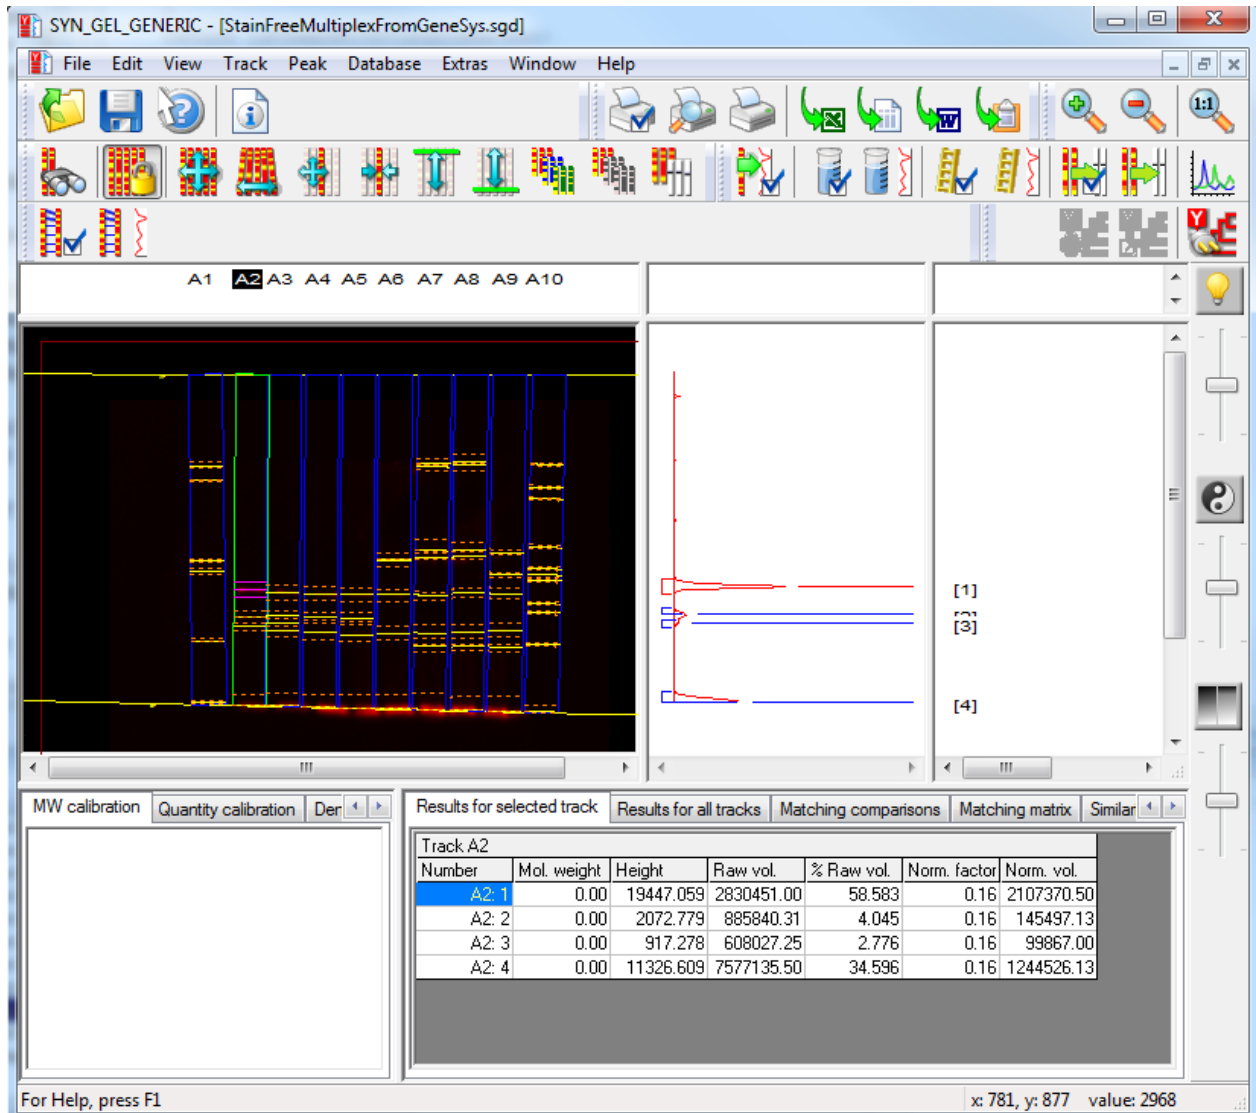 SYN_GEL_GENERIC - [StainFreeMultiplexFromGeneSys.sgd]
File Edit View Track Peak Database Extras Window Help
1:1
A1 A2 A3 A4 A5 A6 A7 A8 A9 A10
[1]
[3]
[4]
MW calibration Quantity calibration Der
Results for selected track Results for all tracks Matching comparisons Matching matrix Similar
Track A2
Number Mol. weight Height Raw vol. % Raw vol. Norm. factor Norm. vol.
A2: 1 0.00 19447.059 2830451.00 58.583 0.16 2107370.50
A2: 2 0.00 2072.779 885840.31 4.045 0.16 145497.13
A2: 3 0.00 917.278 608027.25 2.776 0.16 99867.00
A2: 4 0.00 11326.609 7577135.50 34.596 0.16 1244526.13
For Help, press F1
x: 781, y: 877 value: 2968